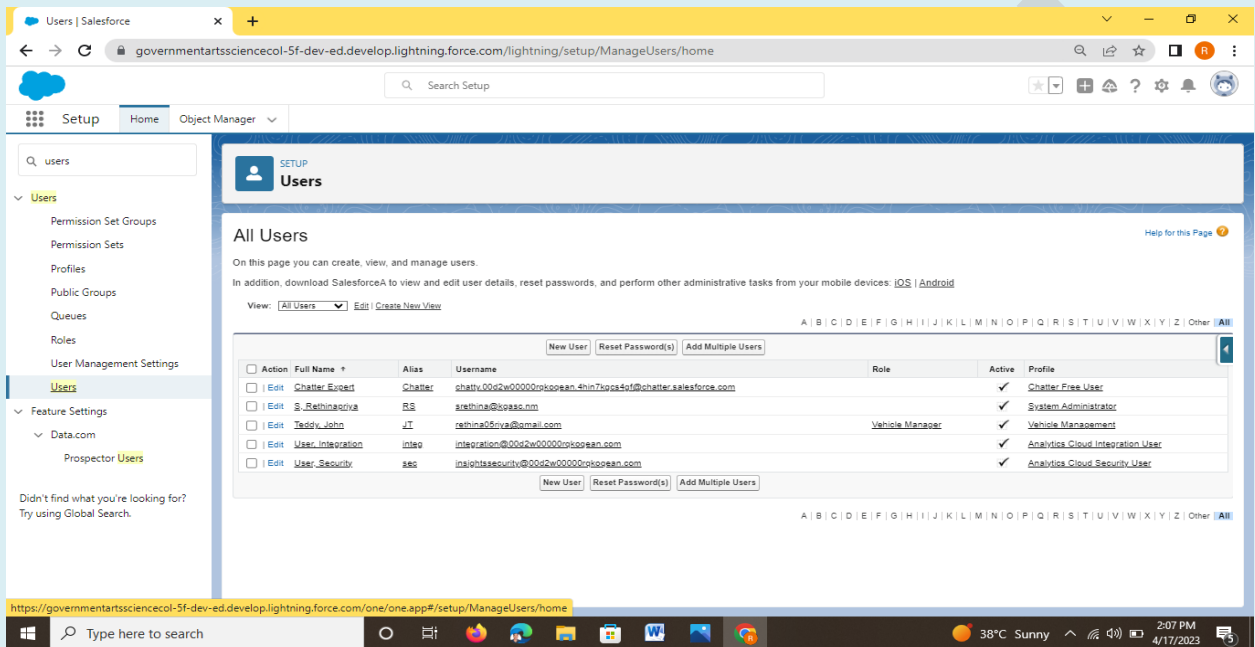 Users | Salesforce
governmentartssciencecol-5f-dev-ed.develop.lightning.force.com/lightning/setup/ManageUsers/home
R
Search Setup
Setup Home Object Manager
users
SETUP
Users
Users
Permission Set Groups
Permission Sets
Profiles
Public Groups
Queues
Roles
User Management Settings
Users
Feature Settings
Data.com
Prospector Users
Didn't find what you're looking for?
Try using Global Search.
All Users
Help for this Page
On this page you can create, view, and manage users.
In addition, download SalesforceA to view and edit user details, reset passwords, and perform other administrative tasks from your mobile devices: iOS | Android
View: All Users Edit | Create New View
A | B | C | D | E | F | G | H | I | J | K | L | M | N | O | P | Q | R | S | T | U | V | W | X | Y | Z | Other All
New User Reset Password(s) Add Multiple Users
Action Full Name Alias Username Role Active Profile
| Edit Chatter Expert Chatter chatty.00d2w00000rqkoqean.4hin7kqcs4gf@chatter.salesforce.com Chatter Free User
| Edit S, Rethinapriya RS srethina@kgasc.nm System Administrator
| Edit Teddy, John JT rethina05riya@gmail.com Vehicle Manager Vehicle Management
| Edit User, Integration integ integration@00d2w00000rqkoqean.com Analytics Cloud Integration User
| Edit User, Security sec insightssecurity@00d2w00000rqkoqean.com Analytics Cloud Security User
New User Reset Password(s) Add Multiple Users
A | B | C | D | E | F | G | H | I | J | K | L | M | N | O | P | Q | R | S | T | U | V | W | X | Y | Z | Other All
https://governmentartssciencecol-5f-dev-ed.develop.lightning.force.com/one/one.app#/setup/ManageUsers/home
Type here to search
38°C Sunny
2:07 PM
4/17/2023
5